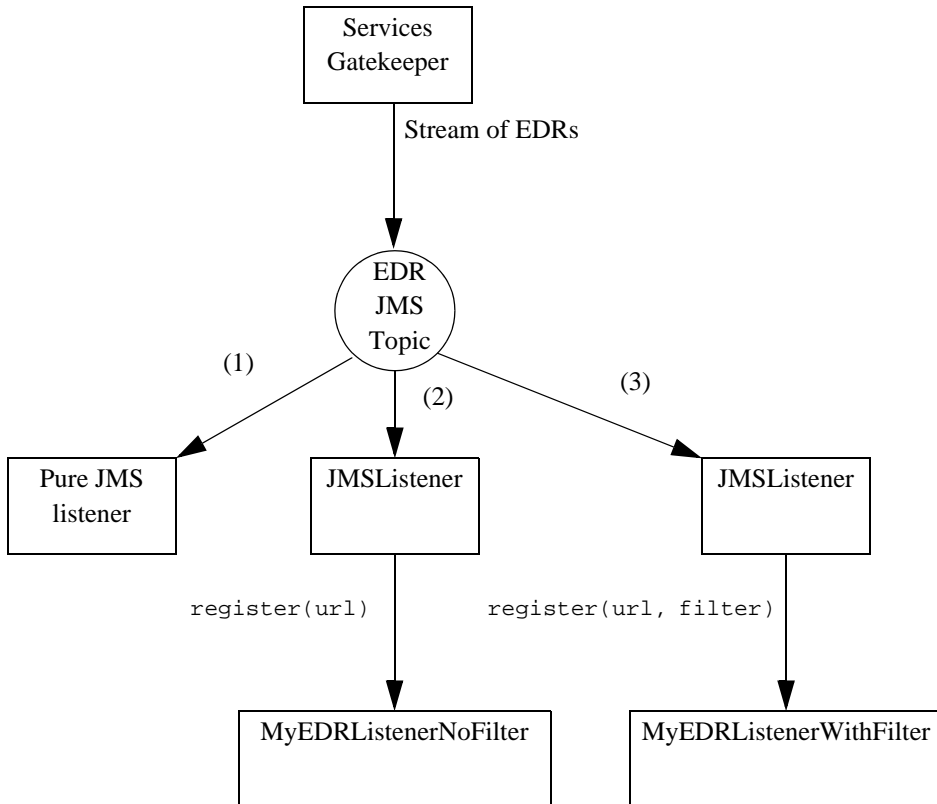 Services
Gatekeeper
Stream of EDRs
EDR
JMS
Topic
(1)
(2)
(3)
Pure JMS
listener
JMSListener
JMSListener
register(url)
register(url, filter)
MyEDRListenerNoFilter
MyEDRListenerWithFilter